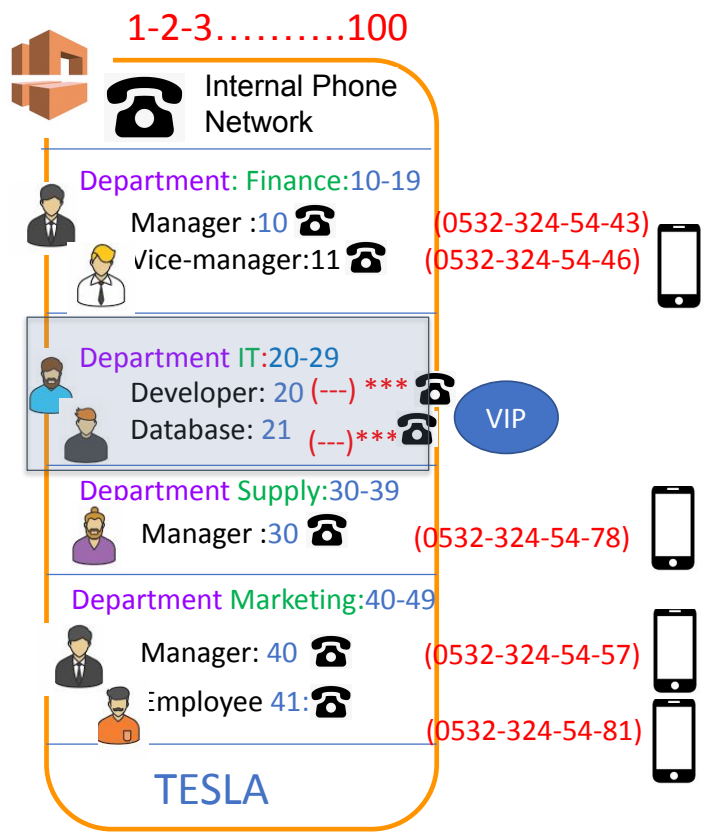 1-2-3..........100
Internal Phone
Network
Department: Finance:10-19
Manager :10 (0532-324-54-43)
Vice-manager:11 (0532-324-54-46)
Department IT:20-29
Developer: 20 (---) ***
Database: 21 (---)***
VIP
Department Supply:30-39
Manager :30 (0532-324-54-78)
Department Marketing:40-49
Manager: 40 (0532-324-54-57)
Employee 41:
(0532-324-54-81)
TESLA